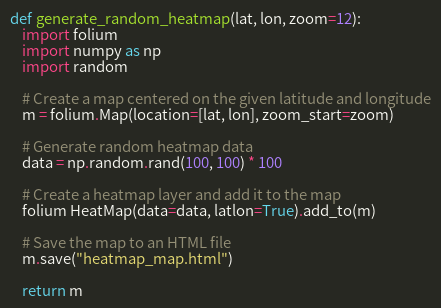 def generate_random_heatmap(lat, lon, zoom=12):
import folium
import numpy as np
import random
# Create a map centered on the given latitude and longitude
m = folium.Map(location=[lat, lon], zoom_start=zoom)
# Generate random heatmap data
data = np.random.rand(100, 100) * 100
# Create a heatmap layer and add it to the map
folium HeatMap(data=data, latlon=True).add_to(m)
# Save the map to an HTML file
m.save("heatmap_map.html")
return m